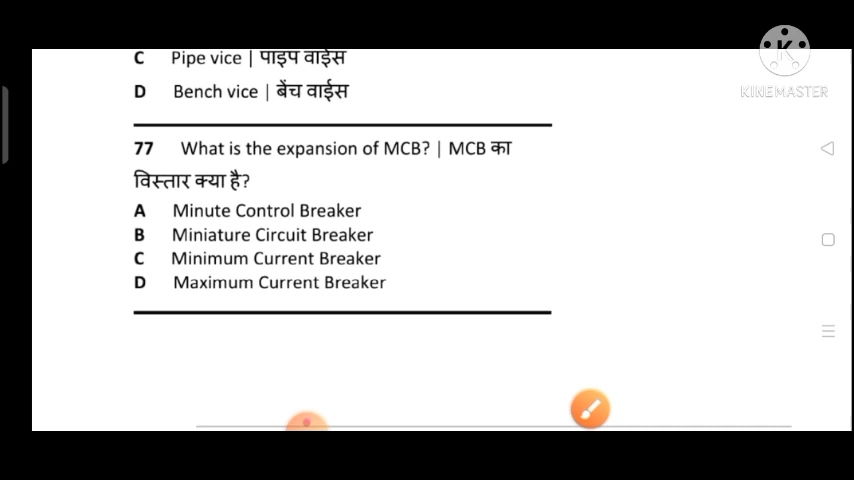 C Pipe vice | पाइप वाईस
D Bench vice | बेंच वाईस
77 What is the expansion of MCB? | MCB का
विस्तार क्या है?
A Minute Control Breaker
B Miniature Circuit Breaker
C Minimum Current Breaker
D Maximum Current Breaker
K
KINEMASTER